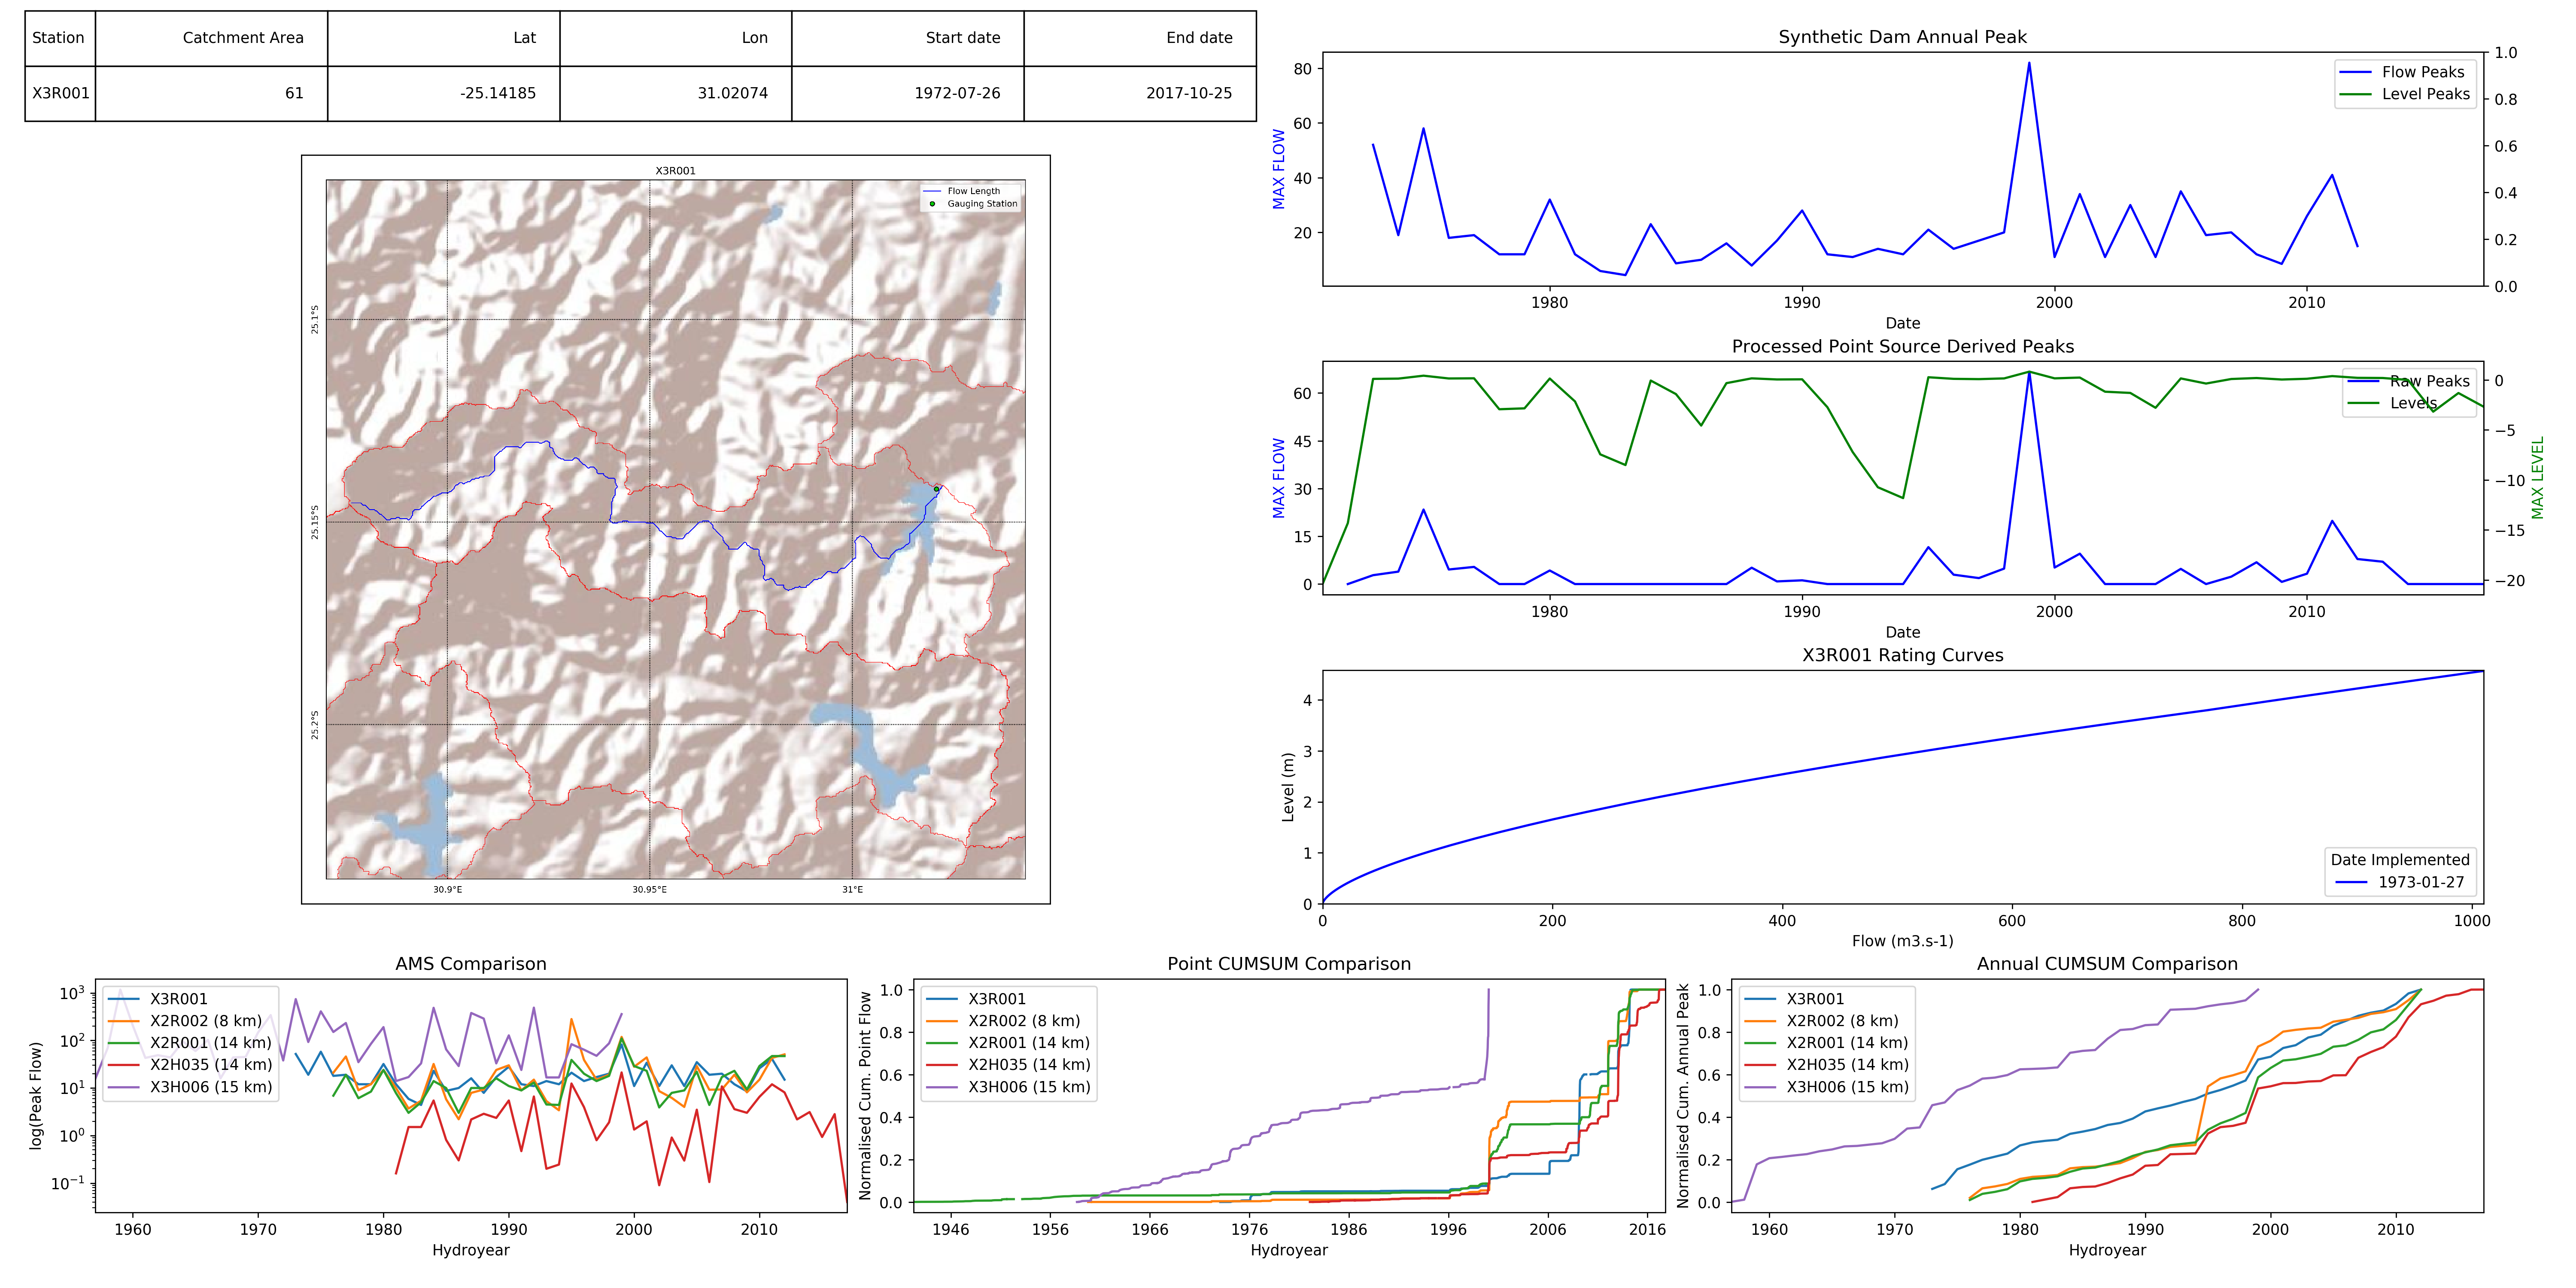 Station Catchment Area Lat Lon Start date End date
X3R001 61 -25.14185 31.02074 1972-07-26 2017-10-25
X3R001
Flow Length
Gauging Station
25.1°S
25.15°S
25.2°S
30.9°E 30.95°E 31°E
Synthetic Dam Annual Peak
MAX FLOW
80
60
40
20
1.0
0.8
0.6
0.4
0.2
0.0
Flow Peaks
Level Peaks
1980 1990 2000 2010
Date
Processed Point Source Derived Peaks
MAX FLOW
60
45
30
15
0
0
−5
−10
−15
−20
MAX LEVEL
Raw Peaks
Levels
1980 1990 2000 2010
Date
X3R001 Rating Curves
Level (m)
4
3
2
1
0
Date Implemented
1973-01-27
0 200 400 600 800 1000
Flow (m3.s-1)
AMS Comparison
log(Peak Flow)
10³
10²
10¹
10⁰
10⁻¹
X3R001
X2R002 (8 km)
X2R001 (14 km)
X2H035 (14 km)
X3H006 (15 km)
1960 1970 1980 1990 2000 2010
Hydroyear
Point CUMSUM Comparison
Normalised Cum. Point Flow
1.0
0.8
0.6
0.4
0.2
0.0
X3R001
X2R002 (8 km)
X2R001 (14 km)
X2H035 (14 km)
X3H006 (15 km)
1946 1956 1966 1976 1986 1996 2006 2016
Hydroyear
Annual CUMSUM Comparison
Normalised Cum. Annual Peak
1.0
0.8
0.6
0.4
0.2
0.0
X3R001
X2R002 (8 km)
X2R001 (14 km)
X2H035 (14 km)
X3H006 (15 km)
1960 1970 1980 1990 2000 2010
Hydroyear